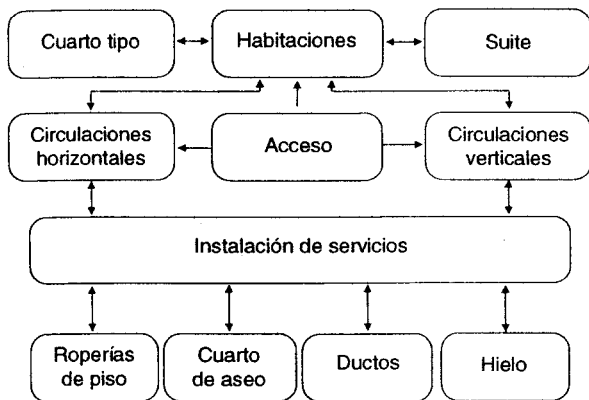 Cuarto tipo
Habitaciones
Suite
Circulaciones
horizontales
Acceso
Circulaciones
verticales
Instalación de servicios
Roperías
de piso
Cuarto
de aseo
Ductos
Hielo